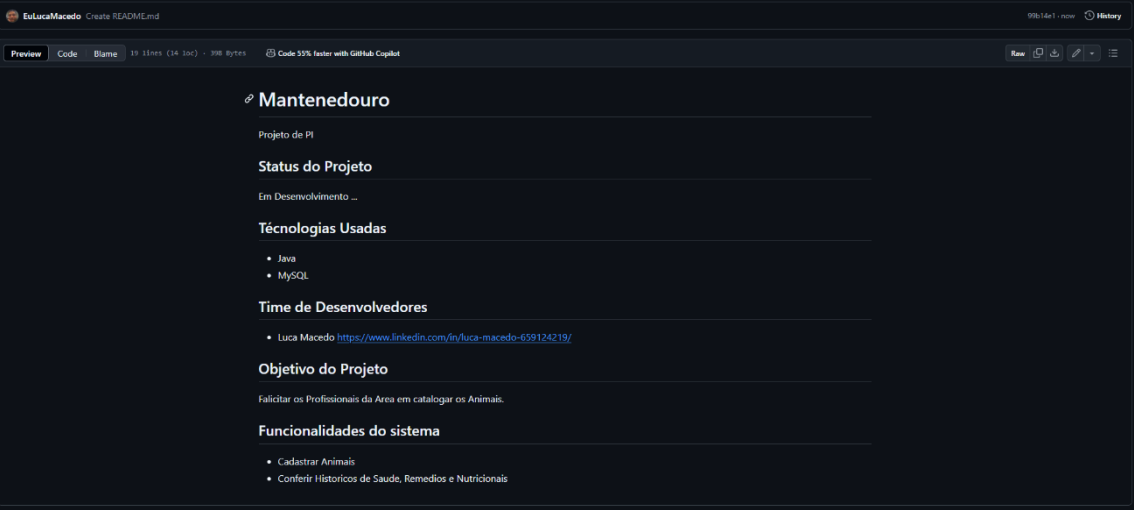 EuLucaMacedo Create README.md
99b14e1 · now History
Preview Code Blame 19 lines (14 loc) · 398 Bytes Code 55% faster with GitHub Copilot Raw
Mantenedouro
Projeto de PI
Status do Projeto
Em Desenvolvimento ...
Técnologias Usadas
• Java
• MySQL
Time de Desenvolvedores
• Luca Macedo https://www.linkedin.com/in/luca-macedo-659124219/
Objetivo do Projeto
Falicitar os Profissionais da Area em catalogar os Animais.
Funcionalidades do sistema
• Cadastrar Animais
• Conferir Historicos de Saude, Remedios e Nutricionais